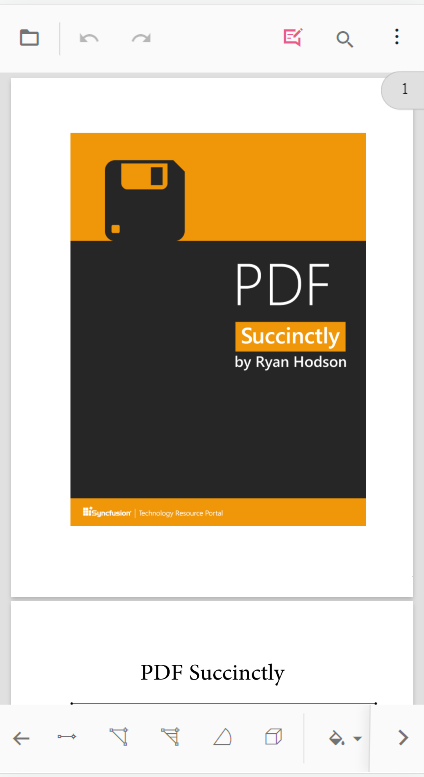 1
PDF
Succinctly
by Ryan Hodson
Syncfusion | Technology Resource Portal
PDF Succinctly